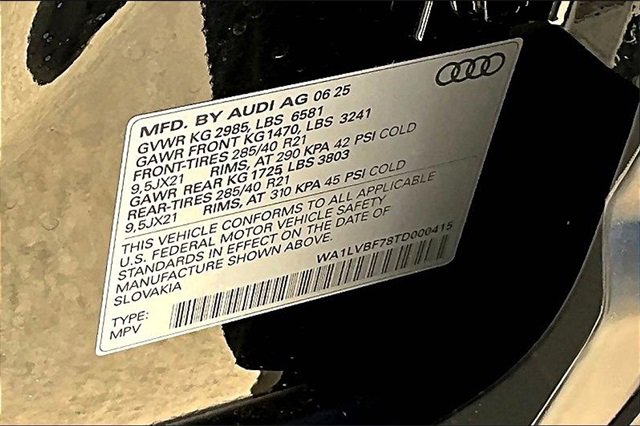 MFD. BY AUDI AG 06 25
GVWR KG 2985, LBS 6581
GAWR FRONT KG1470, LBS 3241
FRONT-TIRES 285/40 R21
9,5JX21 RIMS, AT 290 KPA 42 PSI COLD
GAWR REAR KG 1725 LBS 3803
REAR-TIRES 285/40 R21
9,5JX21 RIMS, AT 310 KPA 45 PSI COLD
THIS VEHICLE CONFORMS TO ALL APPLICABLE
U.S. FEDERAL MOTOR VEHICLE SAFETY
STANDARDS IN EFFECT ON THE DATE OF
MANUFACTURE SHOWN ABOVE.
SLOVAKIA
WA1LVBF78TD000415
TYPE:
MPV